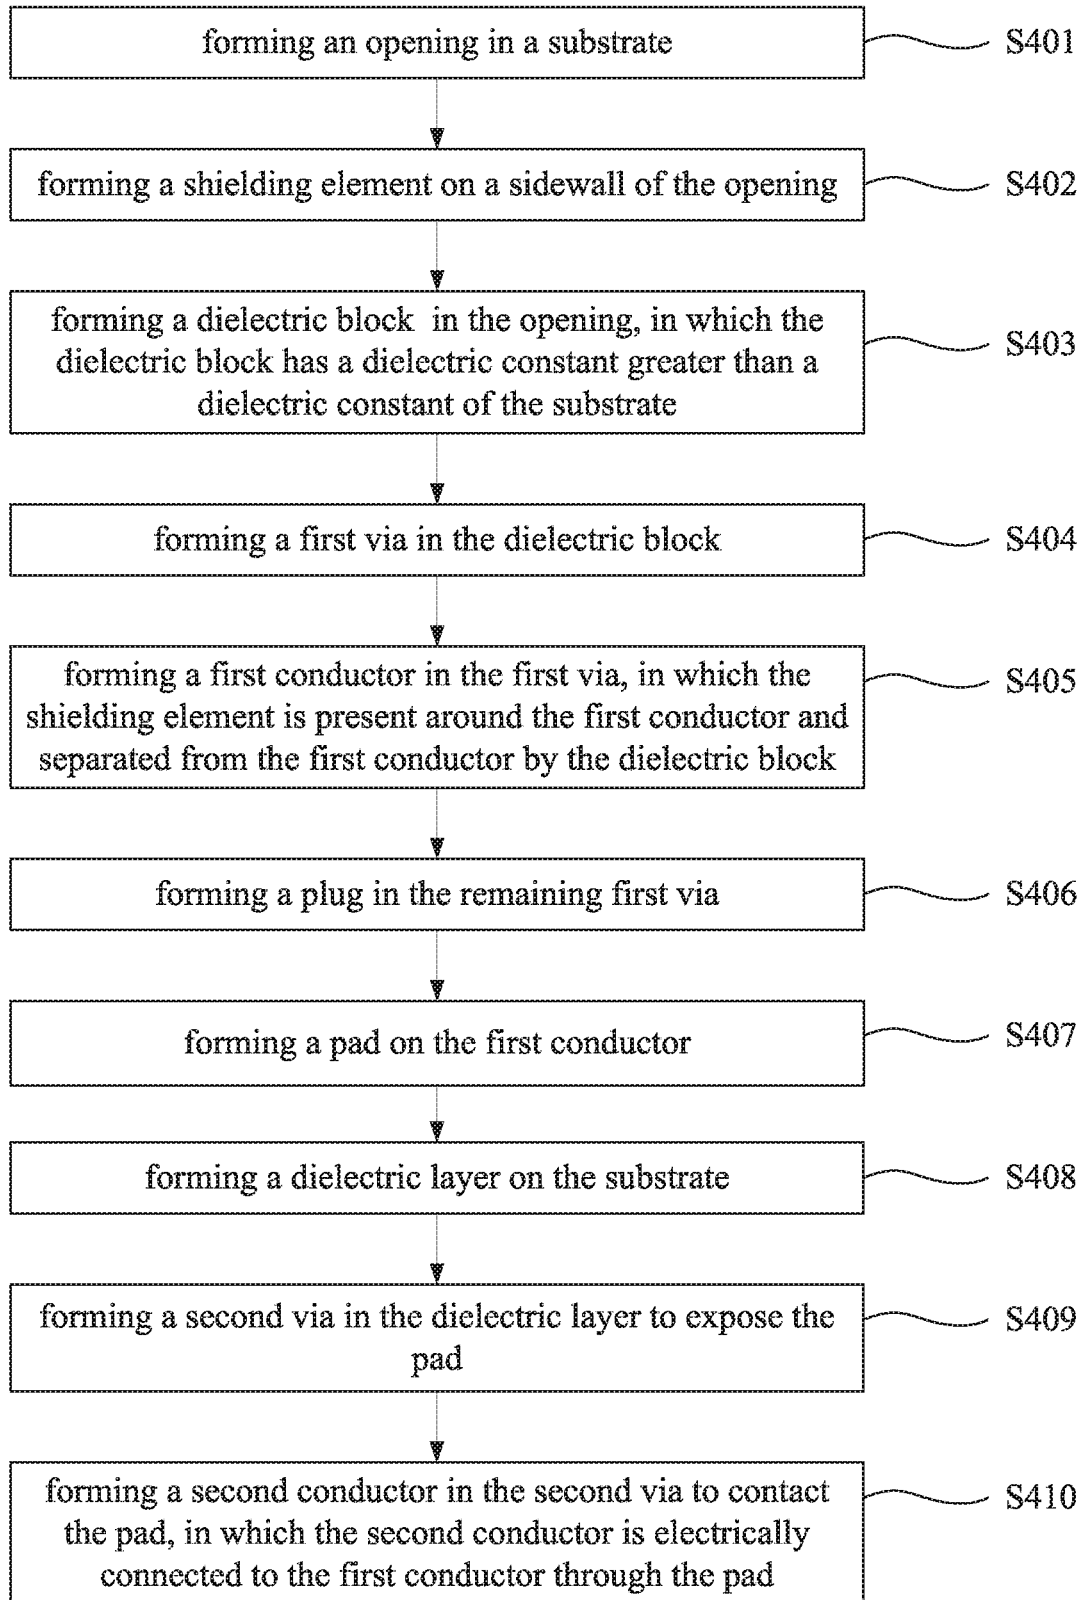 forming an opening in a substrate
S401
forming a shielding element on a sidewall of the opening
S402
forming a dielectric block in the opening, in which the
dielectric block has a dielectric constant greater than a
dielectric constant of the substrate
S403
forming a first via in the dielectric block
S404
forming a first conductor in the first via, in which the
shielding element is present around the first conductor and
separated from the first conductor by the dielectric block
S405
forming a plug in the remaining first via
S406
forming a pad on the first conductor
S407
forming a dielectric layer on the substrate
S408
forming a second via in the dielectric layer to expose the
pad
S409
forming a second conductor in the second via to contact
the pad, in which the second conductor is electrically
connected to the first conductor through the pad
S410